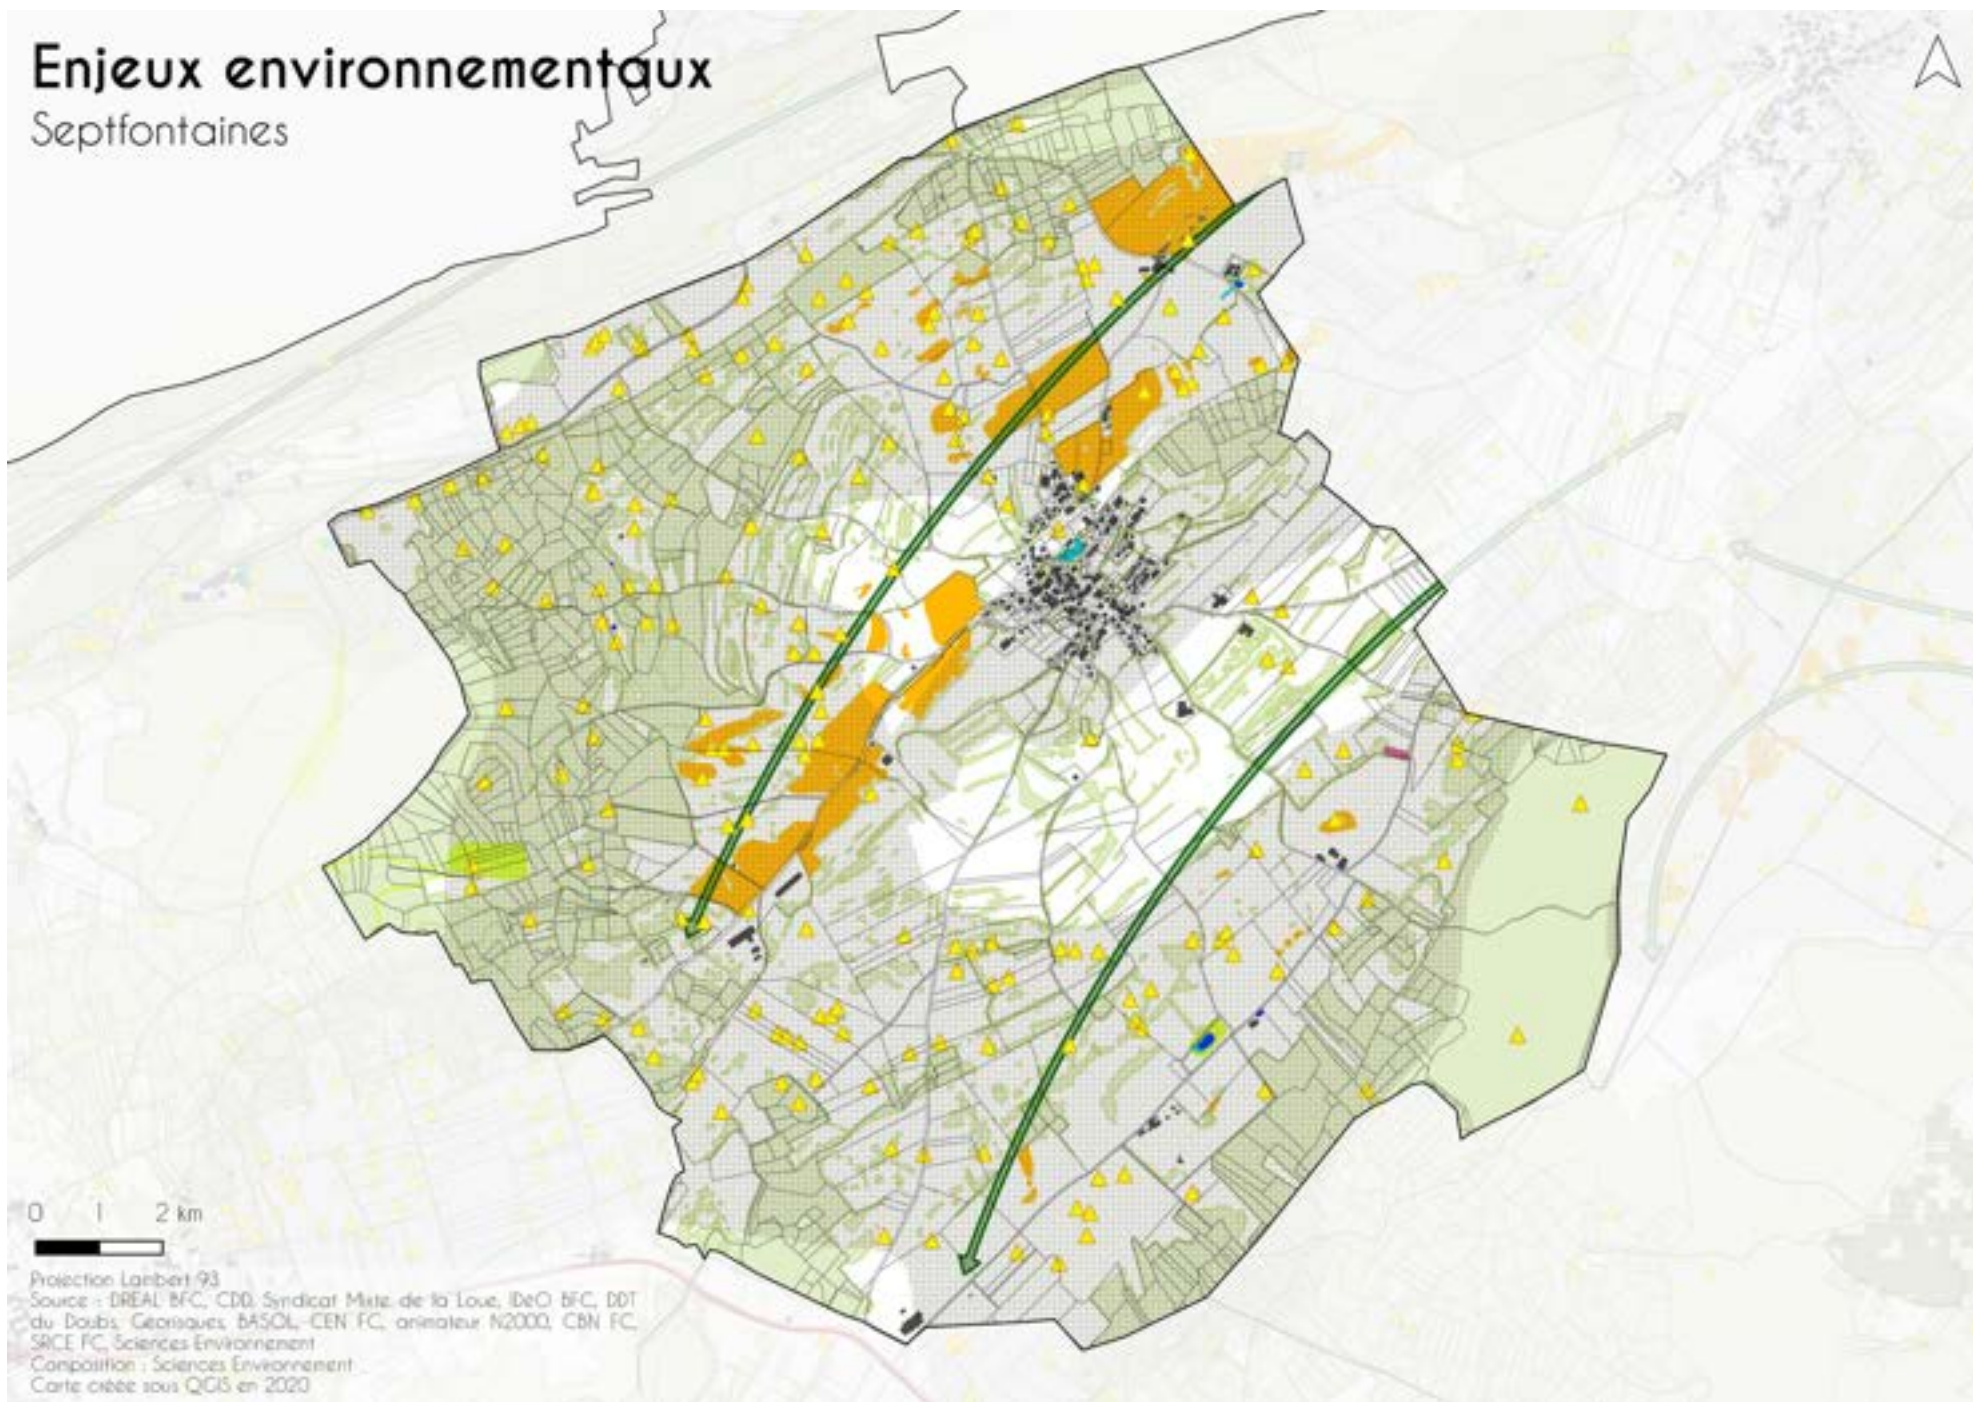 Enjeux environnementaux
Septfontaines
0 1 2 km
Projection Lambert 93
Source : DREAL BFC, CDD, Syndicat Mixte de la Loue, IDeO BFC, DDT
du Doubs, Géorisques, BASOL, CEN FC, animateur N2000, CBN FC,
SRCE FC, Sciences Environnement
Composition : Sciences Environnement
Carte créée sous QGIS en 2020